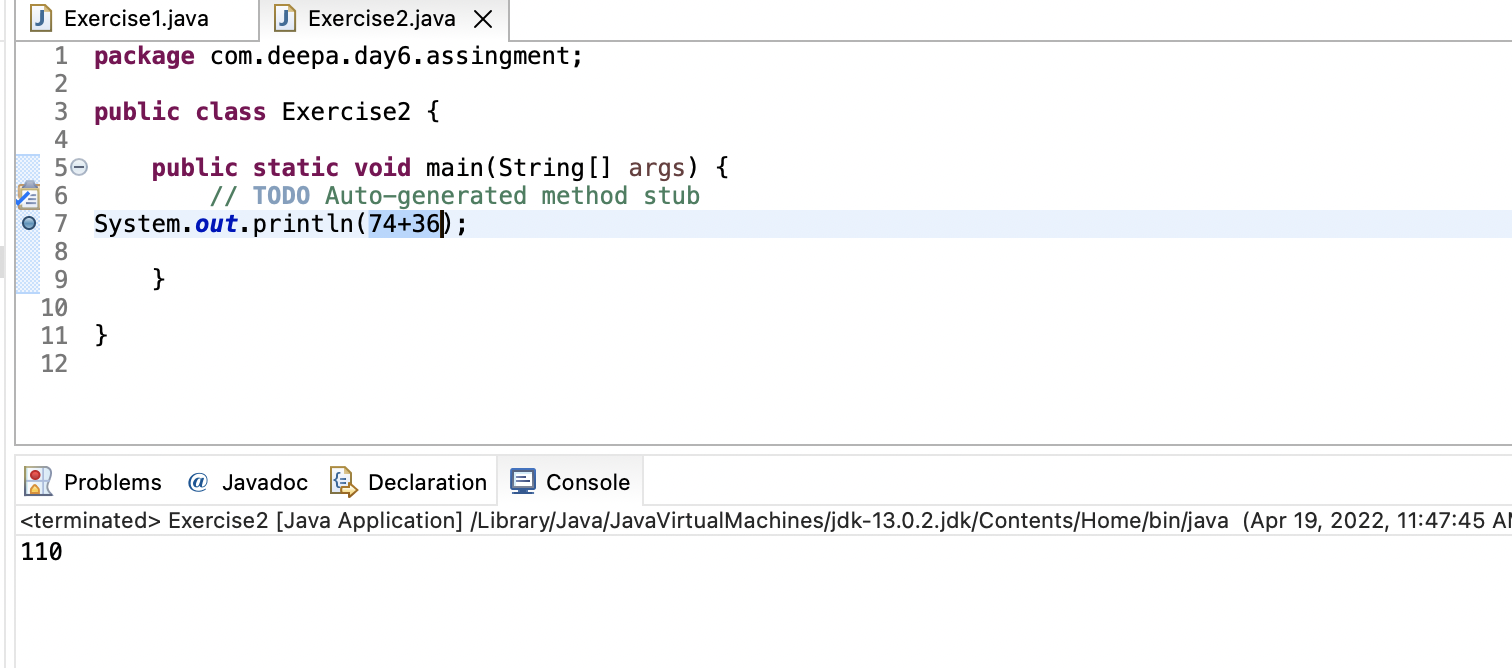 Exercise1.java Exercise2.java
1 package com.deepa.day6.assingment;
2
3 public class Exercise2 {
4
5 public static void main(String[] args) {
6 // TODO Auto-generated method stub
7 System.out.println(74+36);
8
9 }
10
11 }
12
Problems @ Javadoc Declaration Console
<terminated> Exercise2 [Java Application] /Library/Java/JavaVirtualMachines/jdk-13.0.2.jdk/Contents/Home/bin/java (Apr 19, 2022, 11:47:45 AM
110